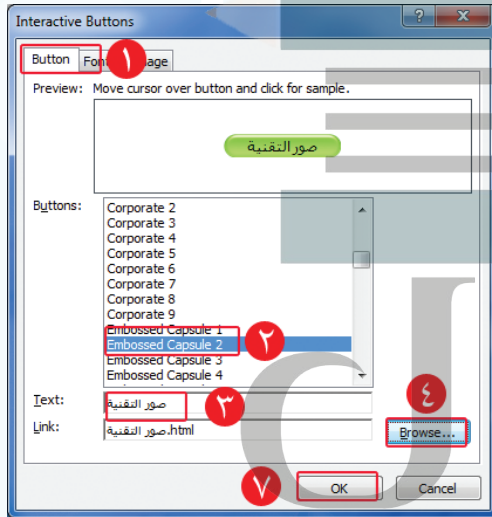 Interactive Buttons
Button Font Image
١
Preview: Move cursor over button and click for sample.
صور التقنية
Buttons:
Corporate 2
Corporate 3
Corporate 4
Corporate 5
Corporate 6
Corporate 7
Corporate 8
Corporate 9
Embossed Capsule 1
Embossed Capsule 2
٢
Embossed Capsule 3
Embossed Capsule 4
Text: صور التقنية
٣
٤
Link: صور التقنية.html
Browse...
٧
OK Cancel